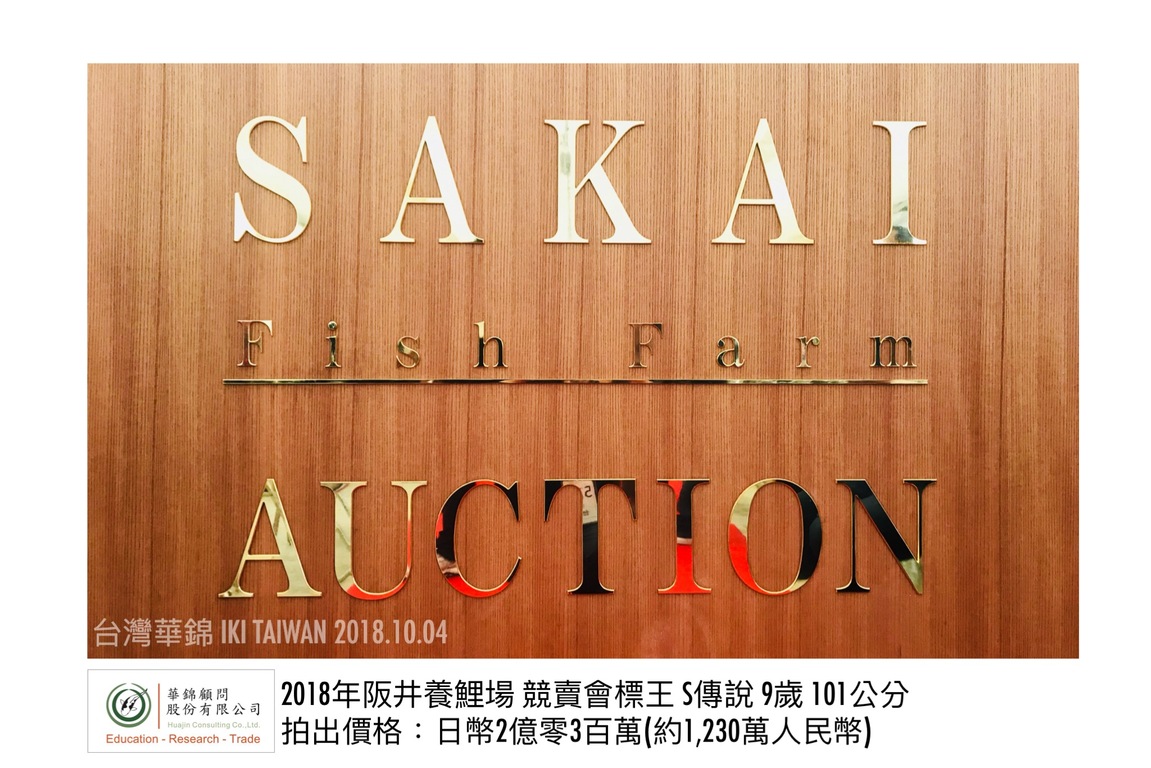 SAKAI
Fish Farm
AUCTION
台灣華錦 IKI TAIWAN 2018.10.04
華錦顧問
股份有限公司
Huajin Consulting Co.,Ltd.
Education - Research - Trade
2018年阪井養鯉場 競賣會標王 S傳說 9歲 101公分
拍出價格：日幣2億零3百萬(約1,230萬人民幣)